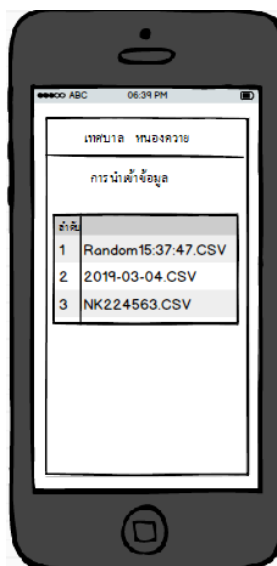 ABC 06:39 PM
เทศบาล หนองควาย
การนำเข้าข้อมูล
ลำดับ
1 Random15:37:47.CSV
2 2019-03-04.CSV
3 NK224563.CSV